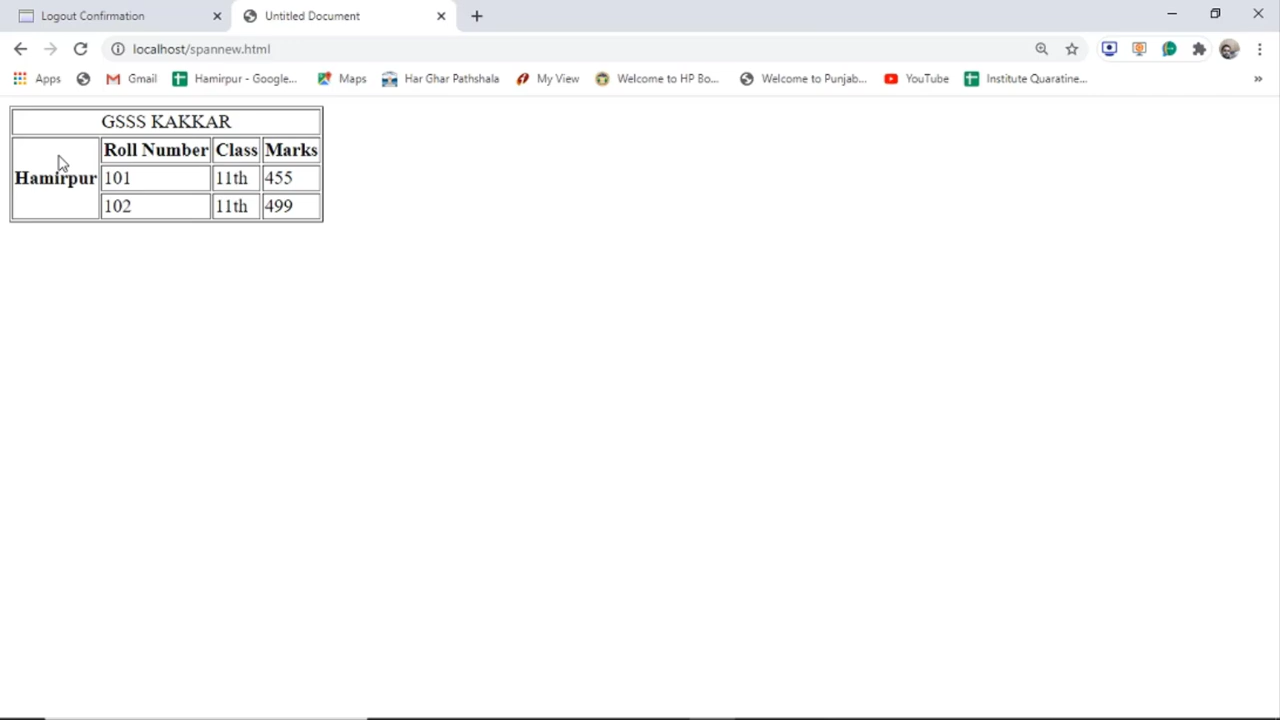 Logout Confirmation
Untitled Document
localhost/spannew.html
Apps
Gmail
Hamirpur - Google...
Maps
Har Ghar Pathshala
My View
Welcome to HP Bo...
Welcome to Punjab...
YouTube
Institute Quaratine...
»
GSSS KAKKAR
Hamirpur
Roll Number Class Marks
101 11th 455
102 11th 499